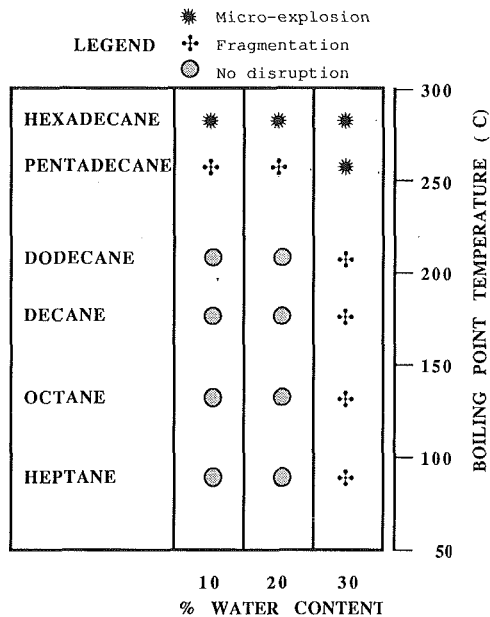 Micro-explosion
LEGEND Fragmentation
No disruption
HEXADECANE
PENTADECANE
DODECANE
DECANE
OCTANE
HEPTANE
300
250
200
150
100
50
BOILING POINT TEMPERATURE ( C)
10 20 30
% WATER CONTENT